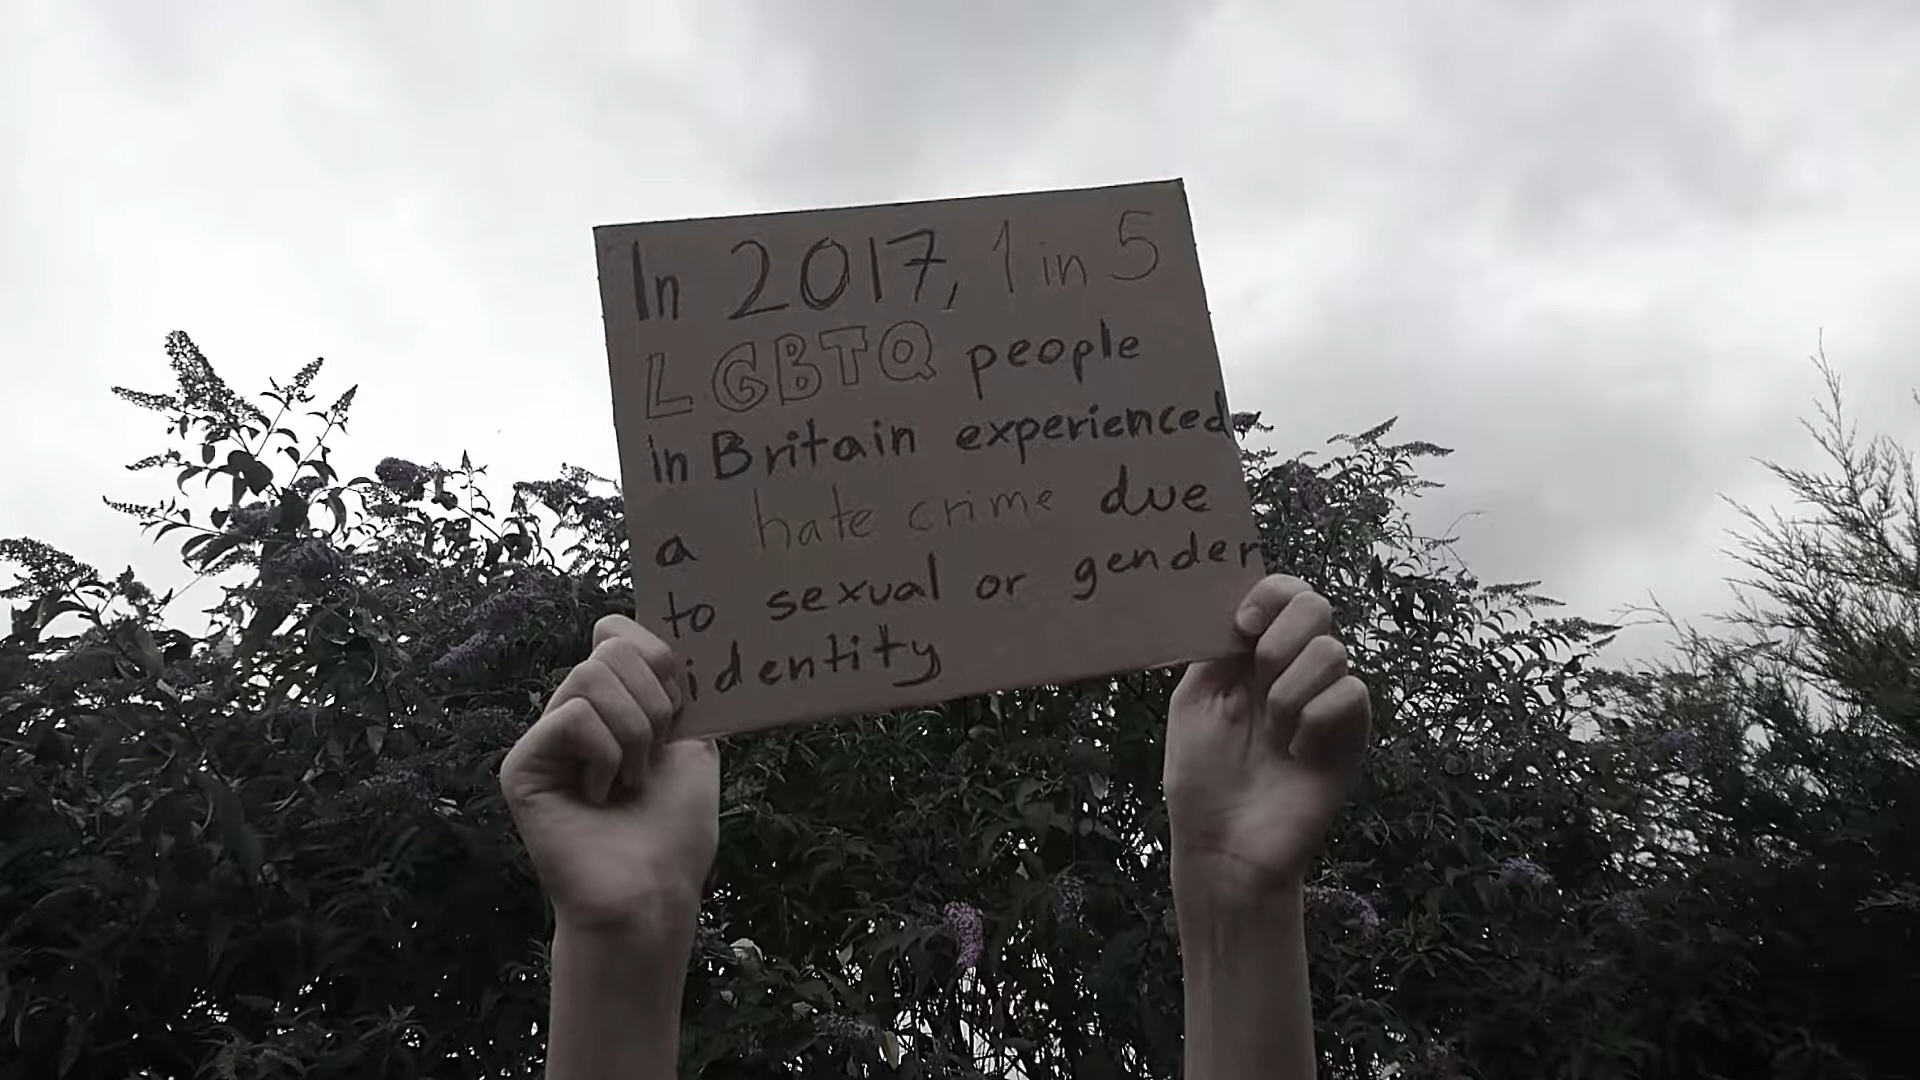 In 2017, 1 in 5
LGBTQ people
in Britain experienced
a hate crime due
to sexual or gender
identity